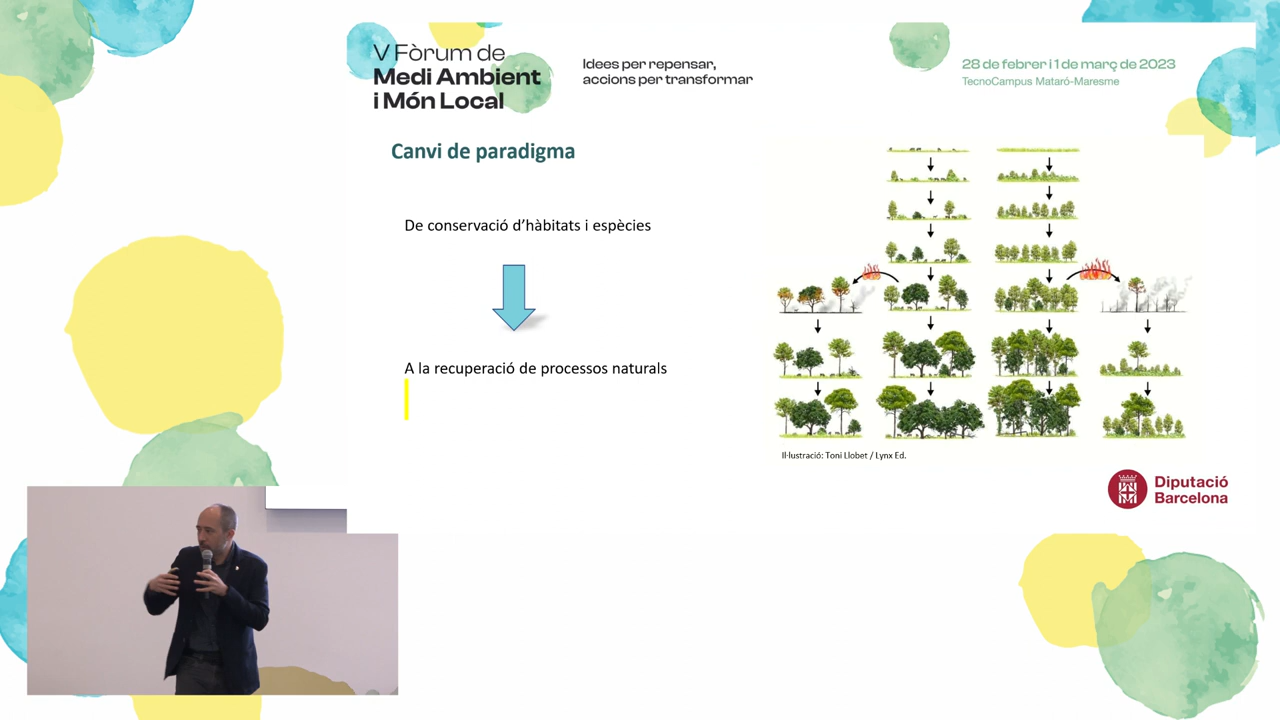 V Fòrum de
Medi Ambient
i Món Local
Idees per repensar,
accions per transformar
28 de febrer i 1 de març de 2023
TecnoCampus Mataró-Maresme
Canvi de paradigma
De conservació d'hàbitats i espècies
A la recuperació de processos naturals
Il·lustració: Toni Llobet / Lynx Ed.
Diputació
Barcelona